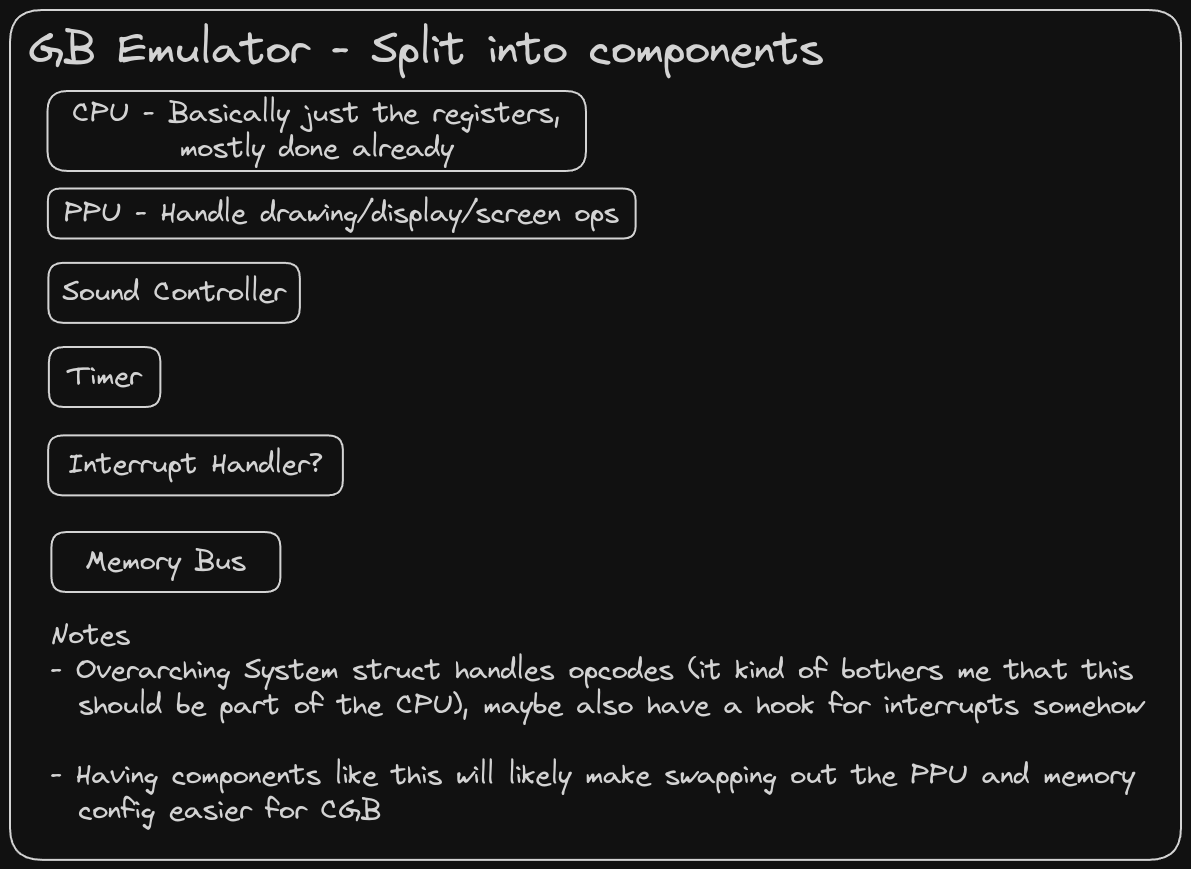 GB Emulator - Split into components
CPU - Basically just the registers,
mostly done already
PPU - Handle drawing/display/screen ops
Sound Controller
Timer
Interrupt Handler?
Memory Bus
Notes
- Overarching System struct handles opcodes (it kind of bothers me that this
should be part of the CPU), maybe also have a hook for interrupts somehow
- Having components like this will likely make swapping out the PPU and memory
config easier for CGB